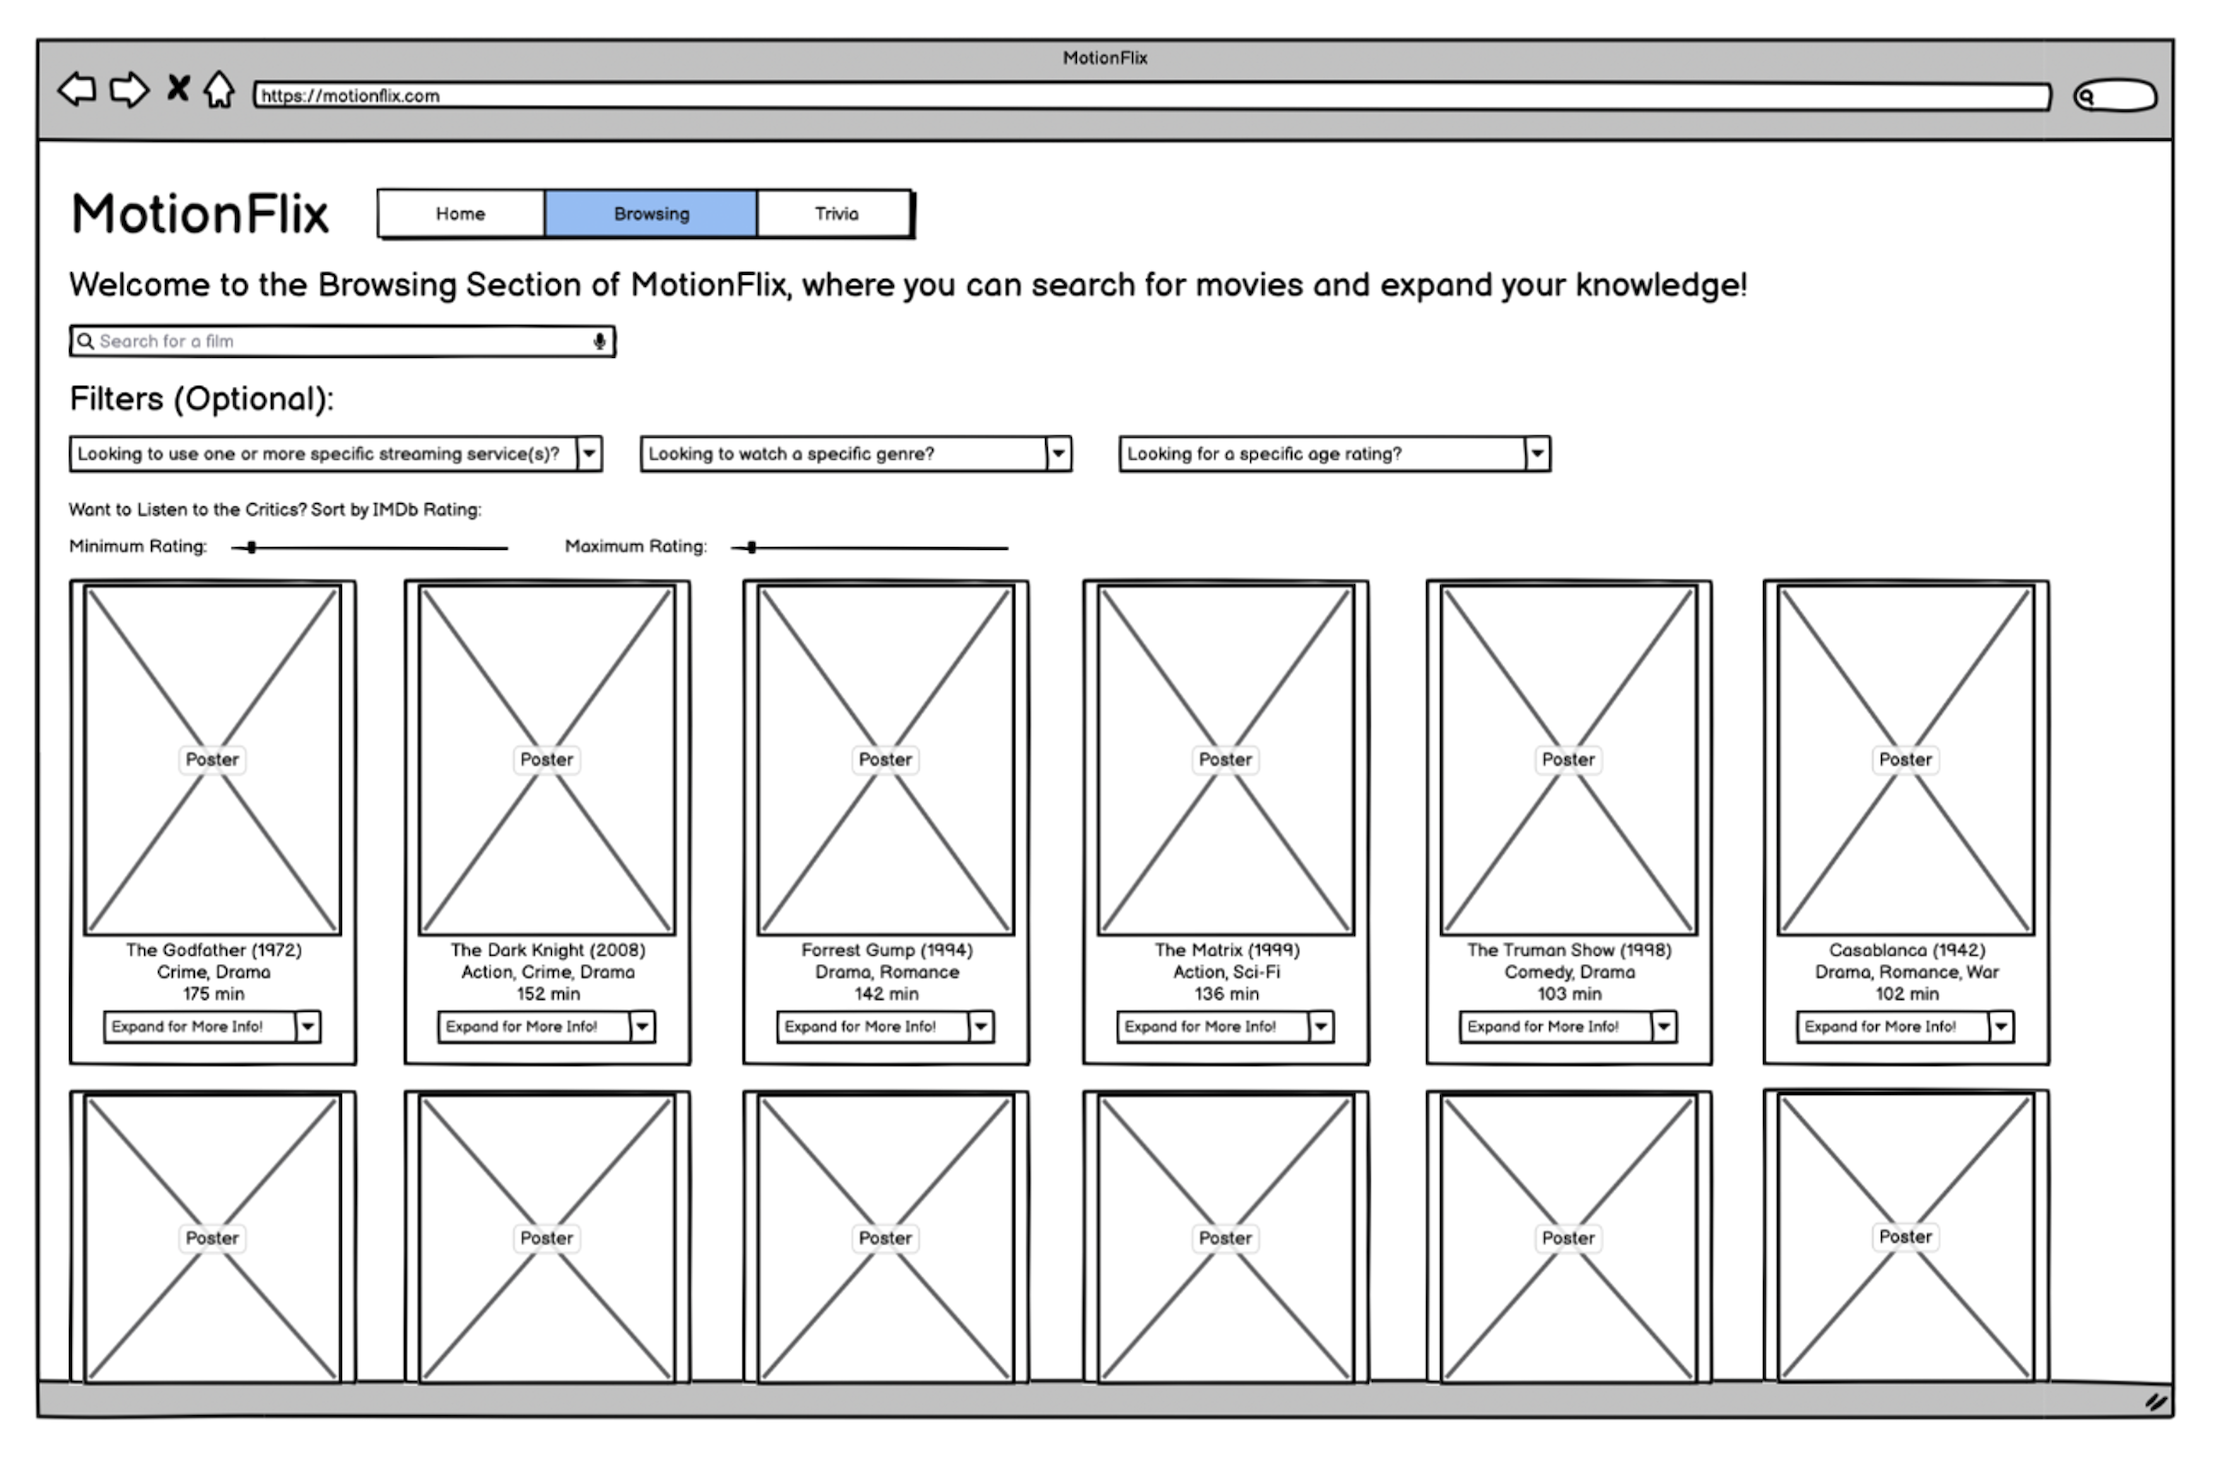 MotionFlix
https://motionflix.com
MotionFlix
Home Browsing Trivia
Welcome to the Browsing Section of MotionFlix, where you can search for movies and expand your knowledge!
Search for a film
Filters (Optional):
Looking to use one or more specific streaming service(s)? Looking to watch a specific genre? Looking for a specific age rating?
Want to Listen to the Critics? Sort by IMDb Rating:
Minimum Rating: Maximum Rating:
Poster Poster Poster Poster Poster Poster
The Godfather (1972) The Dark Knight (2008) Forrest Gump (1994) The Matrix (1999) The Truman Show (1998) Casablanca (1942)
Crime, Drama Action, Crime, Drama Drama, Romance Action, Sci-Fi Comedy, Drama Drama, Romance, War
175 min 152 min 142 min 136 min 103 min 102 min
Expand for More Info! Expand for More Info! Expand for More Info! Expand for More Info! Expand for More Info! Expand for More Info!
Poster Poster Poster Poster Poster Poster